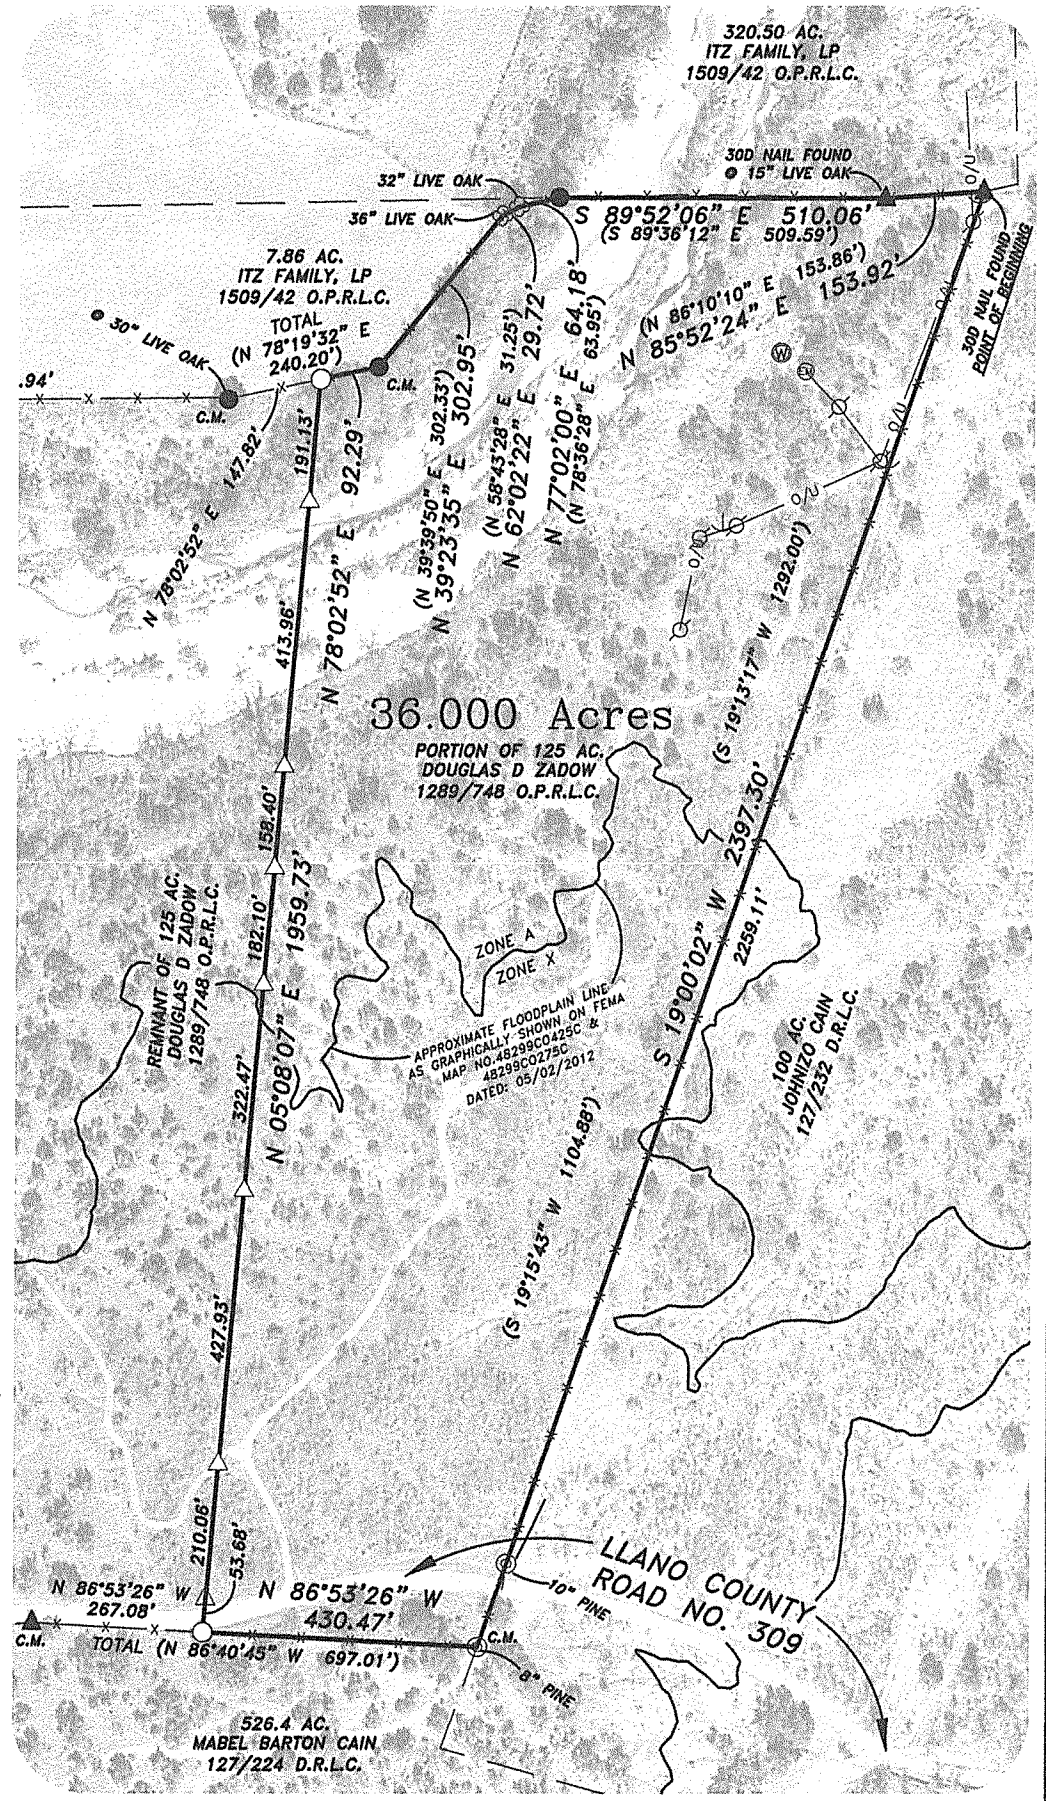 320.50 AC.
ITZ FAMILY, LP
1509/42 O.P.R.L.C.
30D NAIL FOUND
@ 15" LIVE OAK
32" LIVE OAK
36" LIVE OAK
S 89°52'06" E 510.06'
(S 89°36'12" E 509.59')
O/U
7.86 AC.
ITZ FAMILY, LP
1509/42 O.P.R.L.C.
TOTAL
(N 78°19'32" E
240.20')
@ 30" LIVE OAK
.94'
C.M.
C.M.
(N 86°10'10" E 153.86')
N 85°52'24" E 153.92'
30D NAIL FOUND
POINT OF BEGINNING
O/U
O/U
W
EM
O/U
O/U
N 78°02'52" E 147.82'
191.13'
N 78°02'52" E 92.29'
(N 39°39'50" E 302.33')
N 39°23'35" E 302.95'
(N 58°43'28" E 31.25')
N 62°02'22" E 29.72'
N 77°02'00" E 64.18'
(N 78°36'28" E 63.95')
413.96'
(S 19°13'17" W 1292.00')
36.000 Acres
PORTION OF 125 AC.
DOUGLAS D ZADOW
1289/748 O.P.R.L.C.
158.40'
182.10'
N 05°08'07" E 1959.73'
REMNANT OF 125 AC.
DOUGLAS D ZADOW
1289/748 O.P.R.L.C.
S 19°00'02" W 2397.30'
2259.11'
ZONE A
ZONE X
APPROXIMATE FLOODPLAIN LINE
AS GRAPHICALLY SHOWN ON FEMA
MAP NO.48299C0425C &
48299C0275C
DATED: 05/02/2012
100 AC.
JOHNIZO CAIN
127/232 D.R.L.C.
322.47'
(S 19°15'43" W 1104.88')
427.93'
210.06'
53.68'
N 86°53'26" W
267.08'
N 86°53'26" W
430.47'
C.M.
TOTAL (N 86°40'45" W 697.01')
C.M.
10" PINE
8" PINE
LLANO COUNTY
ROAD NO. 309
526.4 AC.
MABEL BARTON CAIN
127/224 D.R.L.C.